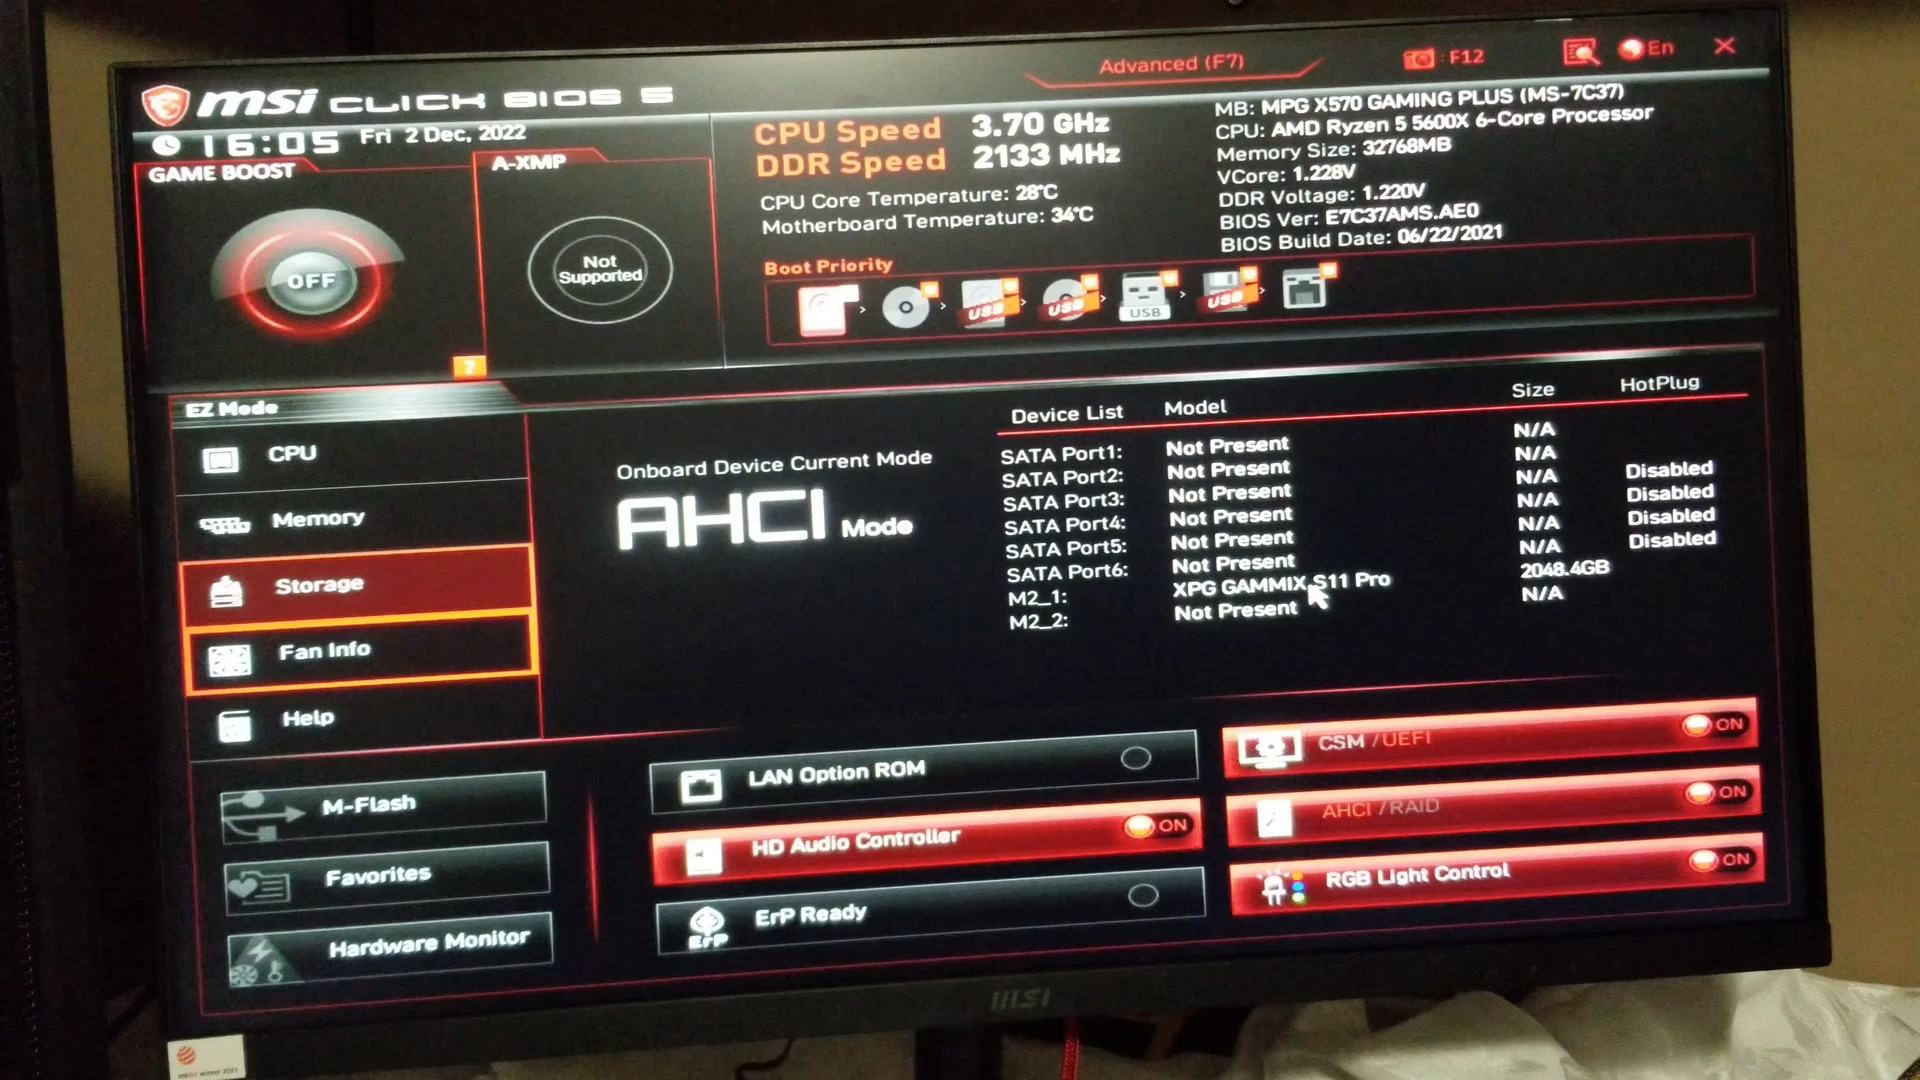 Advanced (F7)
: F12
En
X
msi CLICK BIOS 5
16:05 Fri 2 Dec, 2022
GAME BOOST
OFF
A-XMP
Not
Supported
?
CPU Speed 3.70 GHz
DDR Speed 2133 MHz
CPU Core Temperature: 28°C
Motherboard Temperature: 34°C
MB: MPG X570 GAMING PLUS (MS-7C37)
CPU: AMD Ryzen 5 5600X 6-Core Processor
Memory Size: 32768MB
VCore: 1.228V
DDR Voltage: 1.220V
BIOS Ver: E7C37AMS.AE0
BIOS Build Date: 06/22/2021
Boot Priority
USB
USB
USB
USB
EZ Mode
CPU
Memory
Storage
Fan Info
Help
Onboard Device Current Mode
AHCI Mode
Device List Model Size HotPlug
SATA Port1: Not Present N/A
SATA Port2: Not Present N/A
SATA Port3: Not Present N/A Disabled
SATA Port4: Not Present N/A Disabled
SATA Port5: Not Present N/A Disabled
SATA Port6: Not Present N/A Disabled
M2_1: XPG GAMMIX S11 Pro 2048.4GB
M2_2: Not Present N/A
M-Flash
Favorites
Hardware Monitor
LAN Option ROM
HD Audio Controller ON
ErP
ErP Ready
CSM /UEFI ON
AHCI /RAID ON
RGB Light Control ON
msi
winner 2021